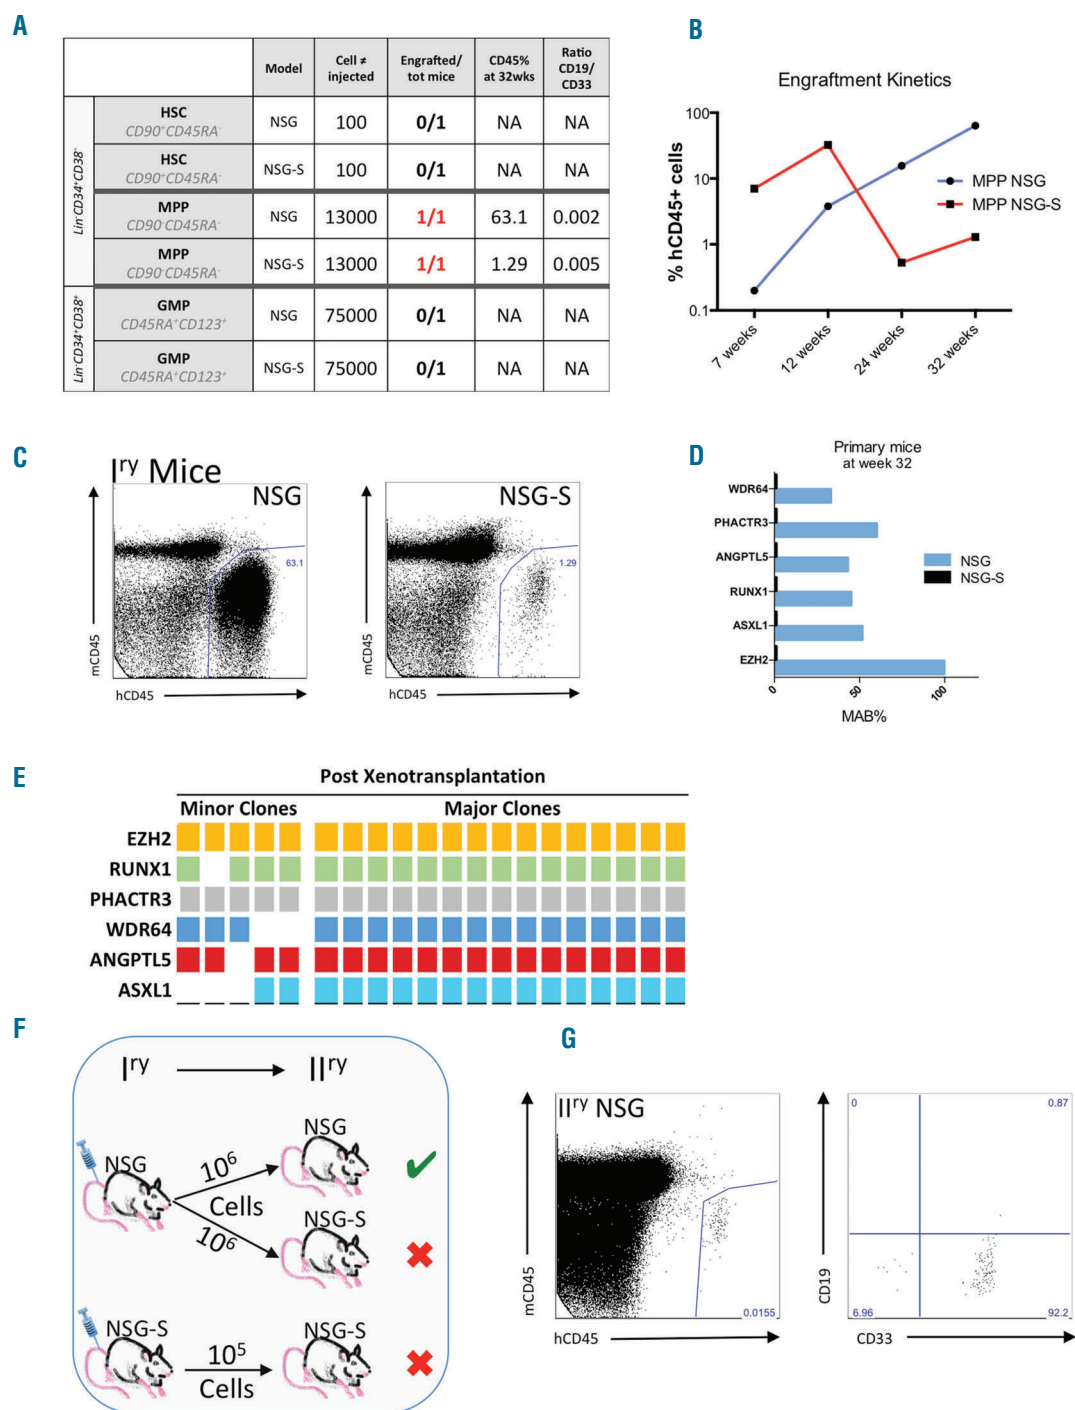 A
Model
Cell ≠ injected
Engrafted/ tot mice
CD45% at 32wks
Ratio CD19/ CD33
Lin⁻CD34⁺CD38⁻
HSC
CD90⁺CD45RA⁻
NSG
100
0/1
NA
NA
HSC
CD90⁺CD45RA⁻
NSG-S
100
0/1
NA
NA
MPP
CD90⁻CD45RA⁻
NSG
13000
1/1
63.1
0.002
MPP
CD90⁻CD45RA⁻
NSG-S
13000
1/1
1.29
0.005
Lin⁻CD34⁺CD38⁺
GMP
CD45RA⁺CD123⁺
NSG
75000
0/1
NA
NA
GMP
CD45RA⁺CD123⁺
NSG-S
75000
0/1
NA
NA
B
Engraftment Kinetics
% hCD45+ cells
100
10
1
0.1
7 weeks
12 weeks
24 weeks
32 weeks
MPP NSG
MPP NSG-S
C
Iʳʸ Mice
NSG
63.1
mCD45
hCD45
NSG-S
1.29
mCD45
hCD45
D
Primary mice
at week 32
WDR64
PHACTR3
ANGPTL5
RUNX1
ASXL1
EZH2
0
50
100
MAB%
NSG
NSG-S
E
Post Xenotransplantation
Minor Clones
Major Clones
EZH2
RUNX1
PHACTR3
WDR64
ANGPTL5
ASXL1
F
Iʳʸ
IIʳʸ
NSG
10⁶
Cells
10⁶
NSG
NSG-S
NSG-S
10⁵
Cells
NSG-S
G
IIʳʸ NSG
0.0155
mCD45
hCD45
0
0.87
6.96
92.2
CD19
CD33